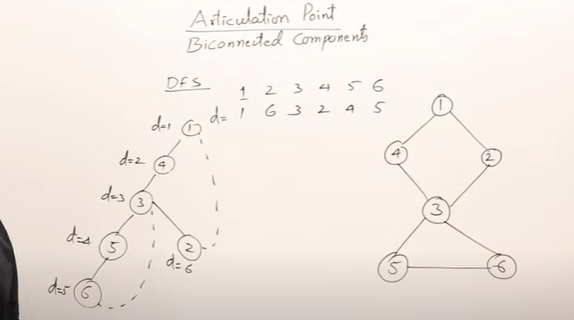 Articulation Point
Biconnected Components
DFS
1 2 3 4 5 6
d= 1 6 3 2 4 5
d=1 1
d=2 4
d=3 3
d=4 5
d=5 6
2
d=6
1
4 2
3
5 6